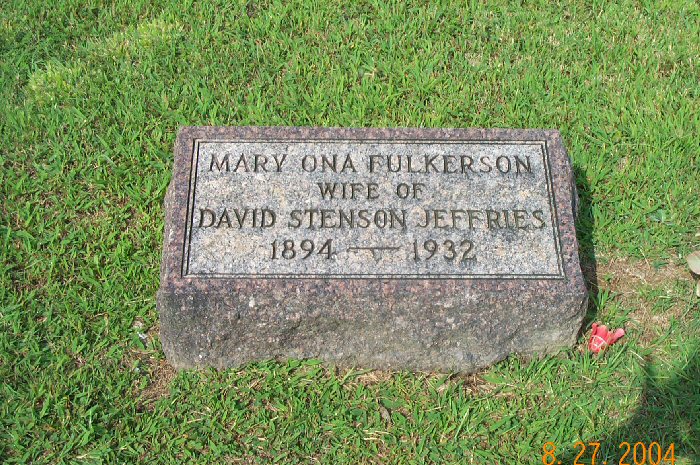 MARY ONA FULKERSON
WIFE OF
DAVID STENSON JEFFRIES
1894 — 1932
8. 27. 2004